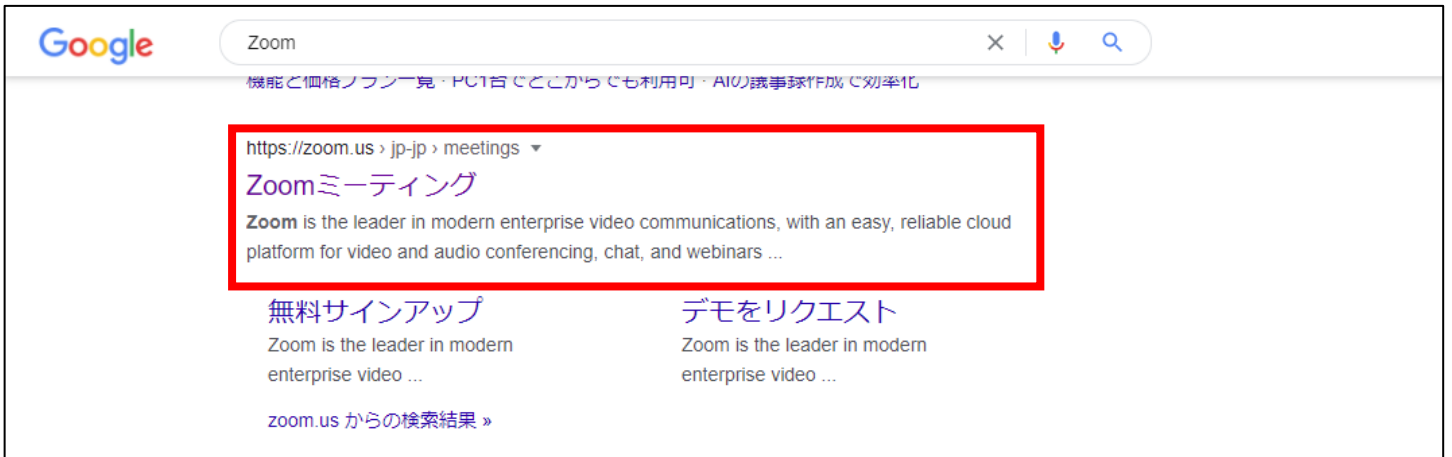 Google
Zoom
機能と価格プラン一覧 · PC1台でどこからでも利用可 · AIの議事録作成で効率化
https://zoom.us › jp-jp › meetings
Zoomミーティング
Zoom is the leader in modern enterprise video communications, with an easy, reliable cloud
platform for video and audio conferencing, chat, and webinars ...
無料サインアップ
Zoom is the leader in modern
enterprise video ...
デモをリクエスト
Zoom is the leader in modern
enterprise video ...
zoom.us からの検索結果 »